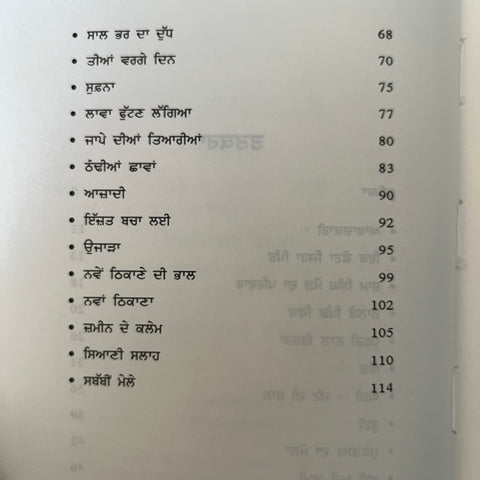 • ਸਾਲ ਭਰ ਦਾ ਦੁੱਧ 68
• ਤੀਆਂ ਵਰਗੇ ਦਿਨ 70
• ਸੁਫ਼ਨਾ 75
• ਲਾਵਾ ਫੁੱਟਣ ਲੱਗਿਆ 77
• ਜਾਪੇ ਦੀਆਂ ਤਿਆਰੀਆਂ 80
• ਠੰਢੀਆਂ ਛਾਵਾਂ 83
• ਆਜ਼ਾਦੀ 90
• ਇੱਜ਼ਤ ਬਚਾ ਲਈ 92
• ਉਜਾੜਾ 95
• ਨਵੇਂ ਠਿਕਾਣੇ ਦੀ ਭਾਲ 99
• ਨਵਾਂ ਠਿਕਾਣਾ 102
• ਜ਼ਮੀਨ ਦੇ ਕਲੇਮ 105
• ਸਿਆਣੀ ਸਲਾਹ 110
• ਸਬੱਬੀਂ ਮੇਲੇ 114